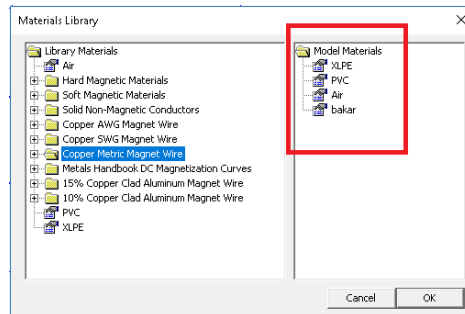 Materials Library
Library Materials
Air
Hard Magnetic Materials
Soft Magnetic Materials
Solid Non-Magnetic Conductors
Copper AWG Magnet Wire
Copper SWG Magnet Wire
Copper Metric Magnet Wire
Metals Handbook DC Magnetization Curves
15% Copper Clad Aluminum Magnet Wire
10% Copper Clad Aluminum Magnet Wire
PVC
XLPE
Model Materials
XLPE
PVC
Air
bakar
Cancel
OK